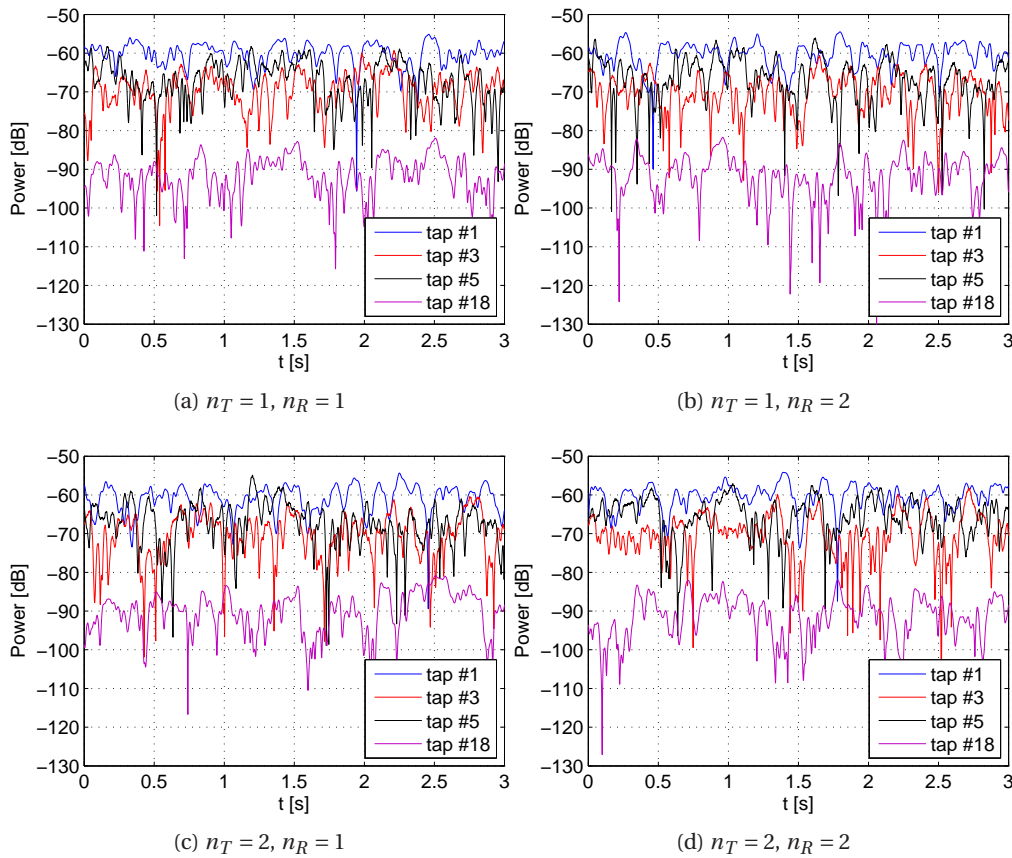 −50
−60
−70
−80
−90
−100
−110
−120
−130
Power [dB]
tap #1
tap #3
tap #5
tap #18
0 0.5 1 1.5 2 2.5 3
t [s]
(a) n_T = 1, n_R = 1
−50
−60
−70
−80
−90
−100
−110
−120
−130
Power [dB]
tap #1
tap #3
tap #5
tap #18
0 0.5 1 1.5 2 2.5 3
t [s]
(b) n_T = 1, n_R = 2
−50
−60
−70
−80
−90
−100
−110
−120
−130
Power [dB]
tap #1
tap #3
tap #5
tap #18
0 0.5 1 1.5 2 2.5 3
t [s]
(c) n_T = 2, n_R = 1
−50
−60
−70
−80
−90
−100
−110
−120
−130
Power [dB]
tap #1
tap #3
tap #5
tap #18
0 0.5 1 1.5 2 2.5 3
t [s]
(d) n_T = 2, n_R = 2